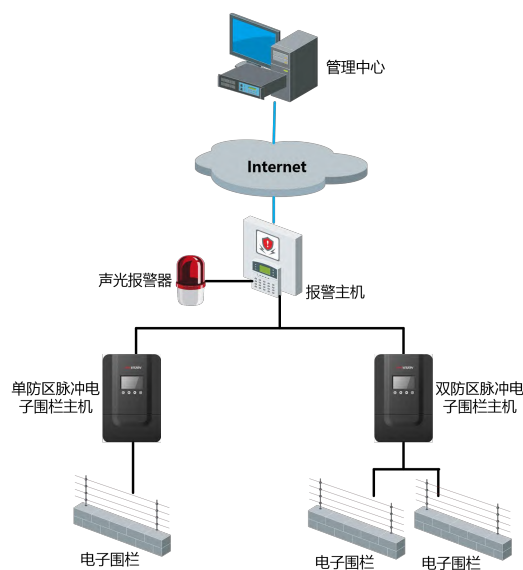 管理中心
Internet
声光报警器
报警主机
单防区脉冲电
子围栏主机
双防区脉冲电
子围栏主机
电子围栏
电子围栏
电子围栏